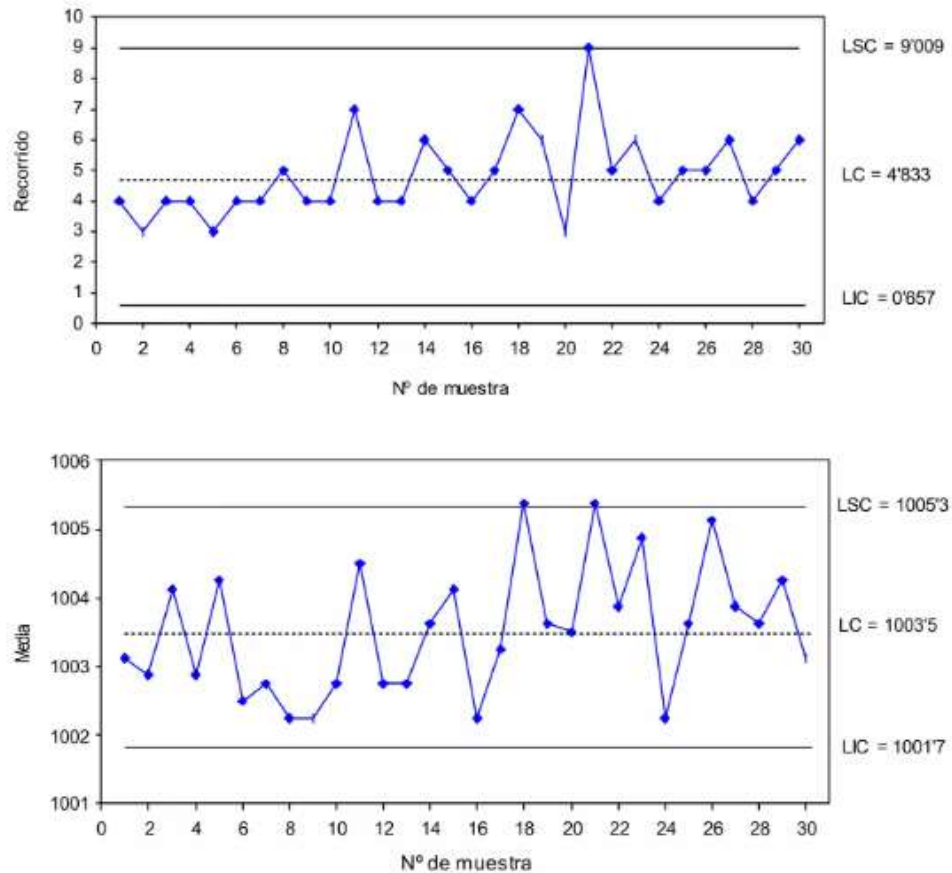 10
9
8
7
6
5
4
3
2
1
0
Recorrido
0 2 4 6 8 10 12 14 16 18 20 22 24 26 28 30
Nº de muestra
LSC = 9'009
LC = 4'833
LIC = 0'657
1006
1005
1004
1003
1002
1001
Media
0 2 4 6 8 10 12 14 16 18 20 22 24 26 28 30
Nº de muestra
LSC = 1005'3
LC = 1003'5
LIC = 1001'7